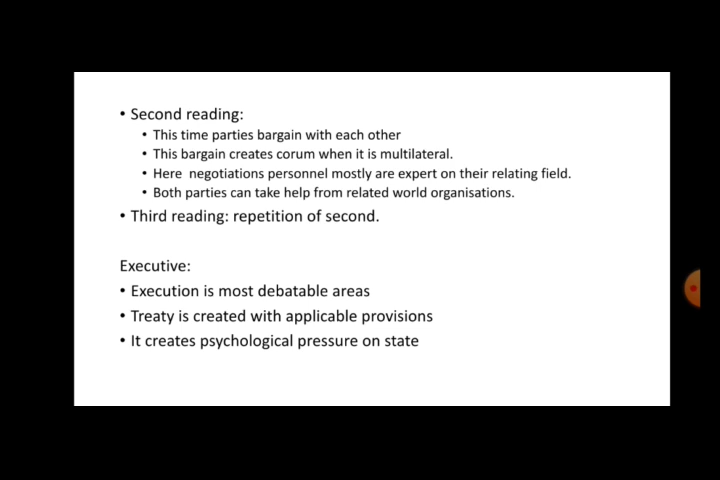 • Second reading:
• This time parties bargain with each other
• This bargain creates corum when it is multilateral.
• Here negotiations personnel mostly are expert on their relating field.
• Both parties can take help from related world organisations.
• Third reading: repetition of second.
Executive:
• Execution is most debatable areas
• Treaty is created with applicable provisions
• It creates psychological pressure on state